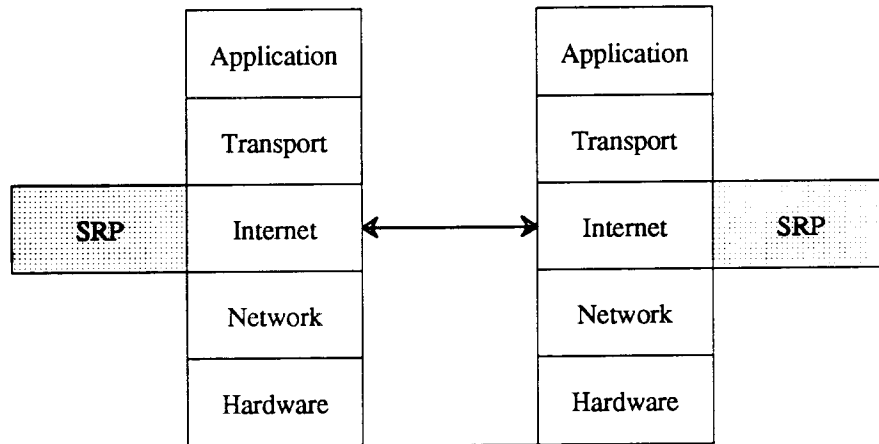 Application
Application
Transport
Transport
SRP
Internet
Internet
SRP
Network
Network
Hardware
Hardware